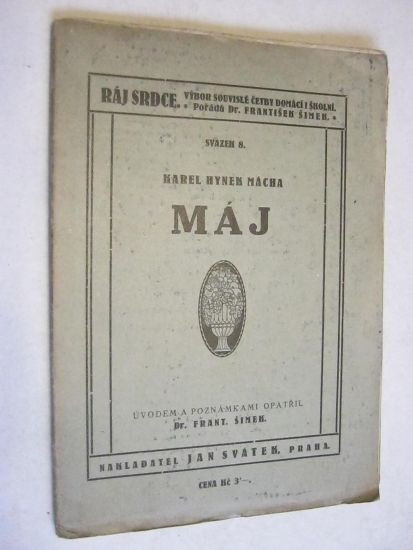 RÁJ SRDCE. VÝBOR SOUVISLÉ ČETBY DOMÁCÍ I ŠKOLNÍ.
• Pořádá Dr. FRANTIŠEK ŠIMEK. •
SVAZEK 8.
KAREL HYNEK MÁCHA
MÁJ
ÚVODEM A POZNÁMKAMI OPATŘIL
Dr. FRANT. ŠIMEK.
NAKLADATEL JAN SVÁTEK, PRAHA.
CENA Kč 3'—.